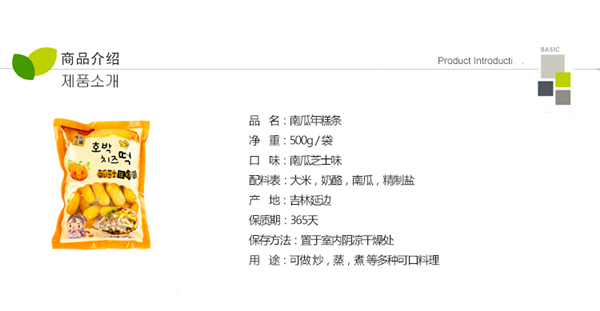 商品介绍
제품소개
Product Introducti
BASIC
品 名：南瓜年糕条
净 重：500g / 袋
口 味：南瓜芝士味
配料表：大米，奶酪，南瓜，精制盐
产 地：吉林延边
保质期：365天
保存方法：置于室内阴凉干燥处
用 途：可做 炒，蒸，煮 等多种可口料理
호박
치즈떡